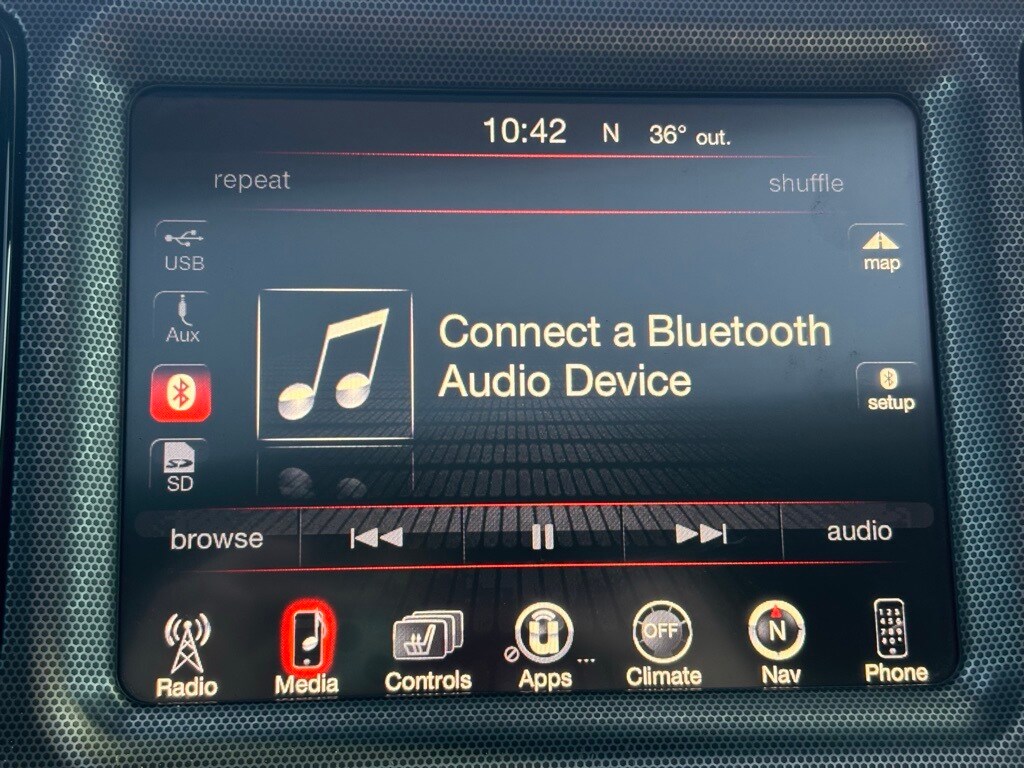 10:42 N 36° out.
repeat shuffle
USB
map
Aux
Connect a Bluetooth
Audio Device
setup
SD
browse audio
OFF N
Radio Media Controls Apps Climate Nav Phone